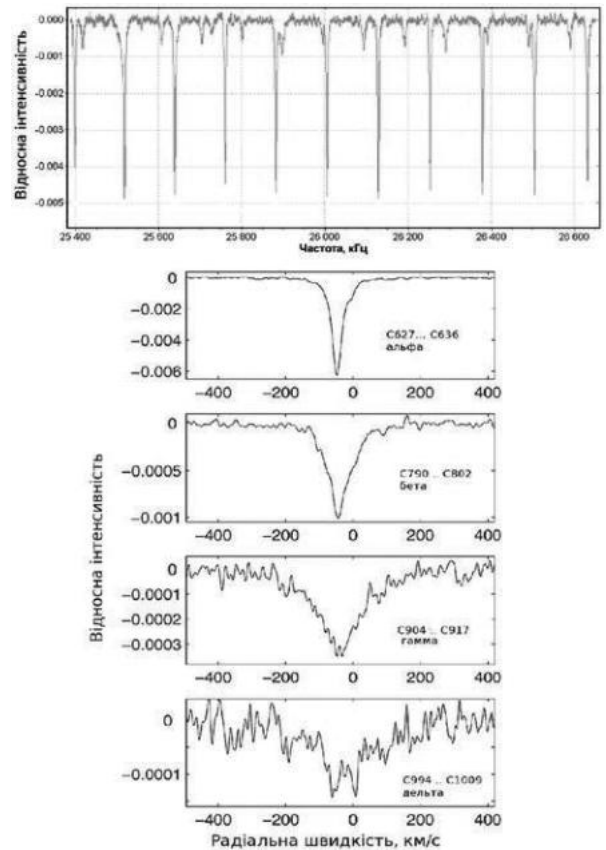 Відносна інтенсивність
0.000
-0.001
-0.002
-0.003
-0.004
-0.005
25 400 25 600 25 800 26 000 26 200 26 400 26 600
Частота, кГц
Відносна інтенсивність
0
−0.002
−0.004
−0.006
C627... C636
альфа
−400 −200 0 200 400
0
−0.0005
−0.001
C790 .. C802
бета
−400 −200 0 200 400
0
−0.0001
−0.0002
−0.0003
C904 .. C917
гамма
−400 −200 0 200 400
0
−0.0001
C994 .. C1009
дельта
−400 −200 0 200 400
Радіальна швидкість, км/с